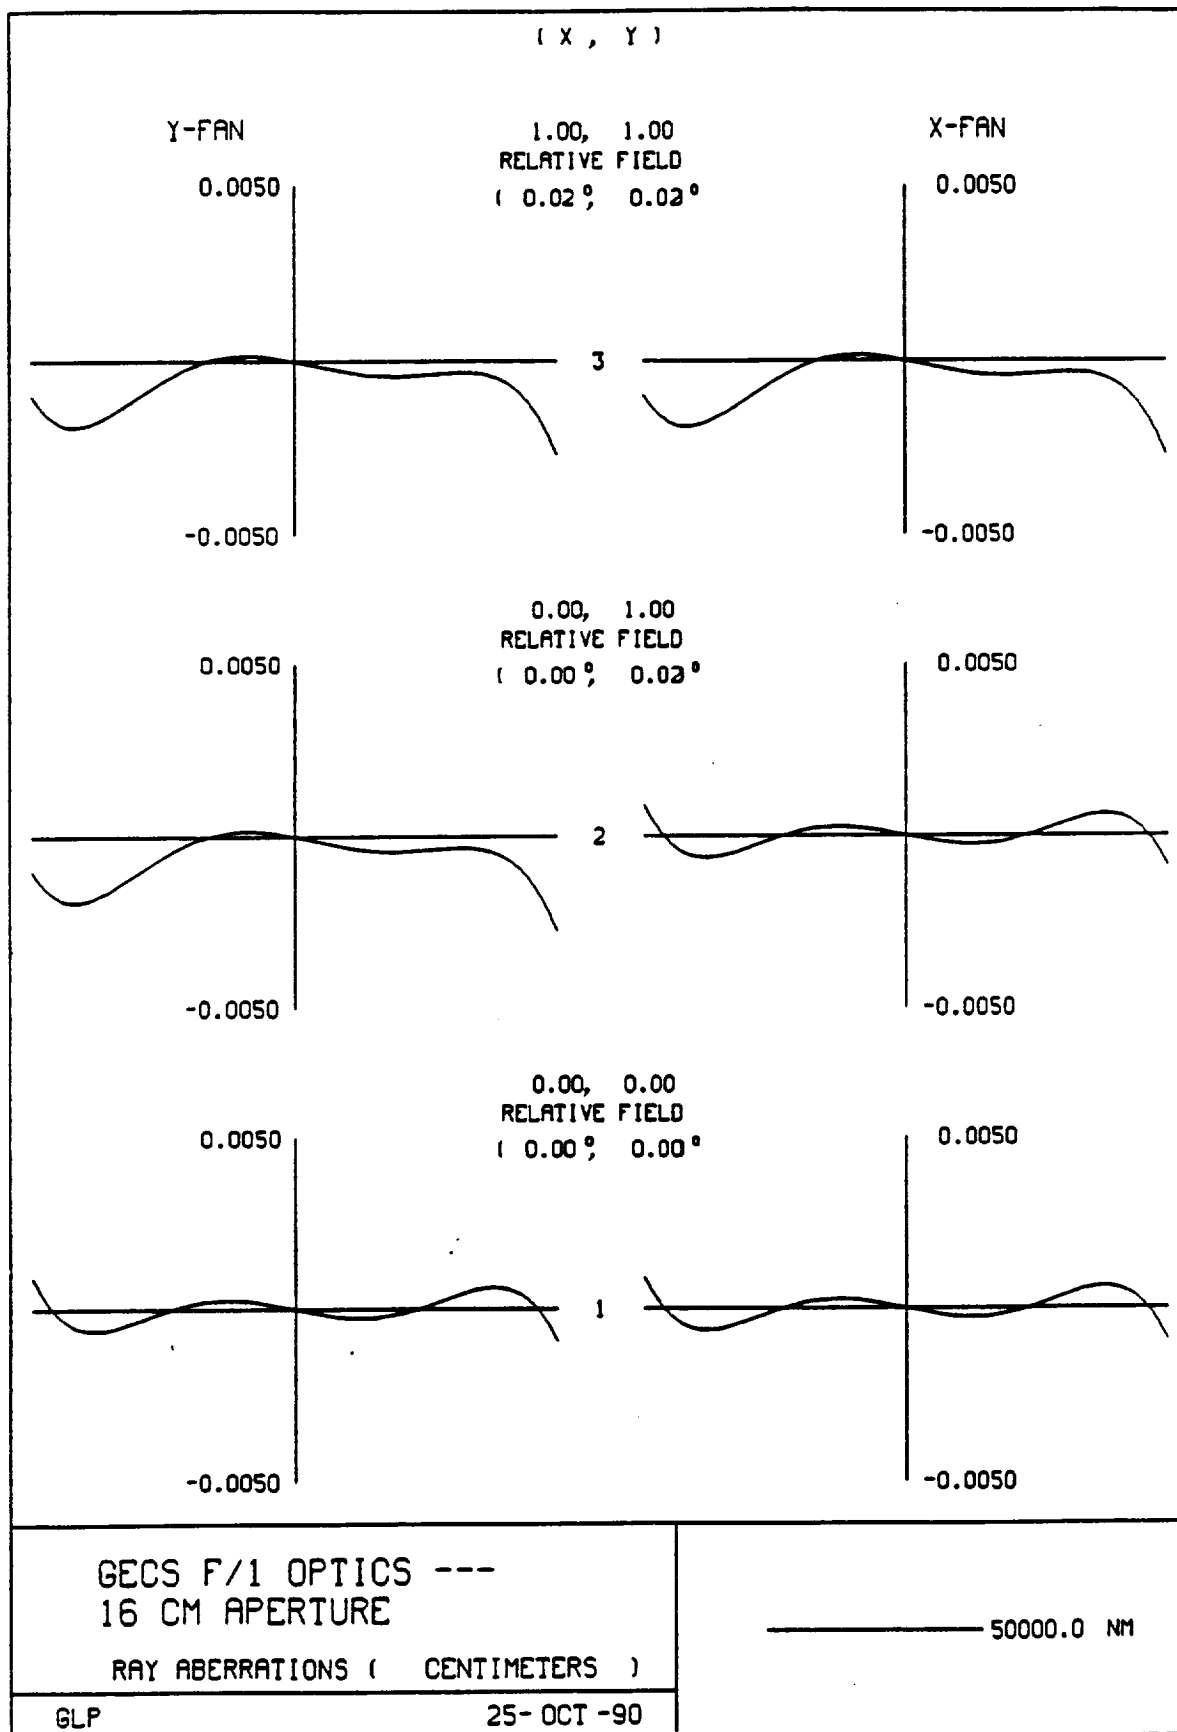 ( X , Y )
Y-FAN
1.00, 1.00
X-FAN
RELATIVE FIELD
0.0050
( 0.02°, 0.02°
0.0050
3
-0.0050
-0.0050
0.00, 1.00
RELATIVE FIELD
0.0050
( 0.00°, 0.02°
0.0050
2
-0.0050
-0.0050
0.00, 0.00
RELATIVE FIELD
0.0050
( 0.00°, 0.00°
0.0050
1
-0.0050
-0.0050
GECS F/1 OPTICS ---
16 CM APERTURE
50000.0 NM
RAY ABERRATIONS ( CENTIMETERS )
GLP
25-OCT-90